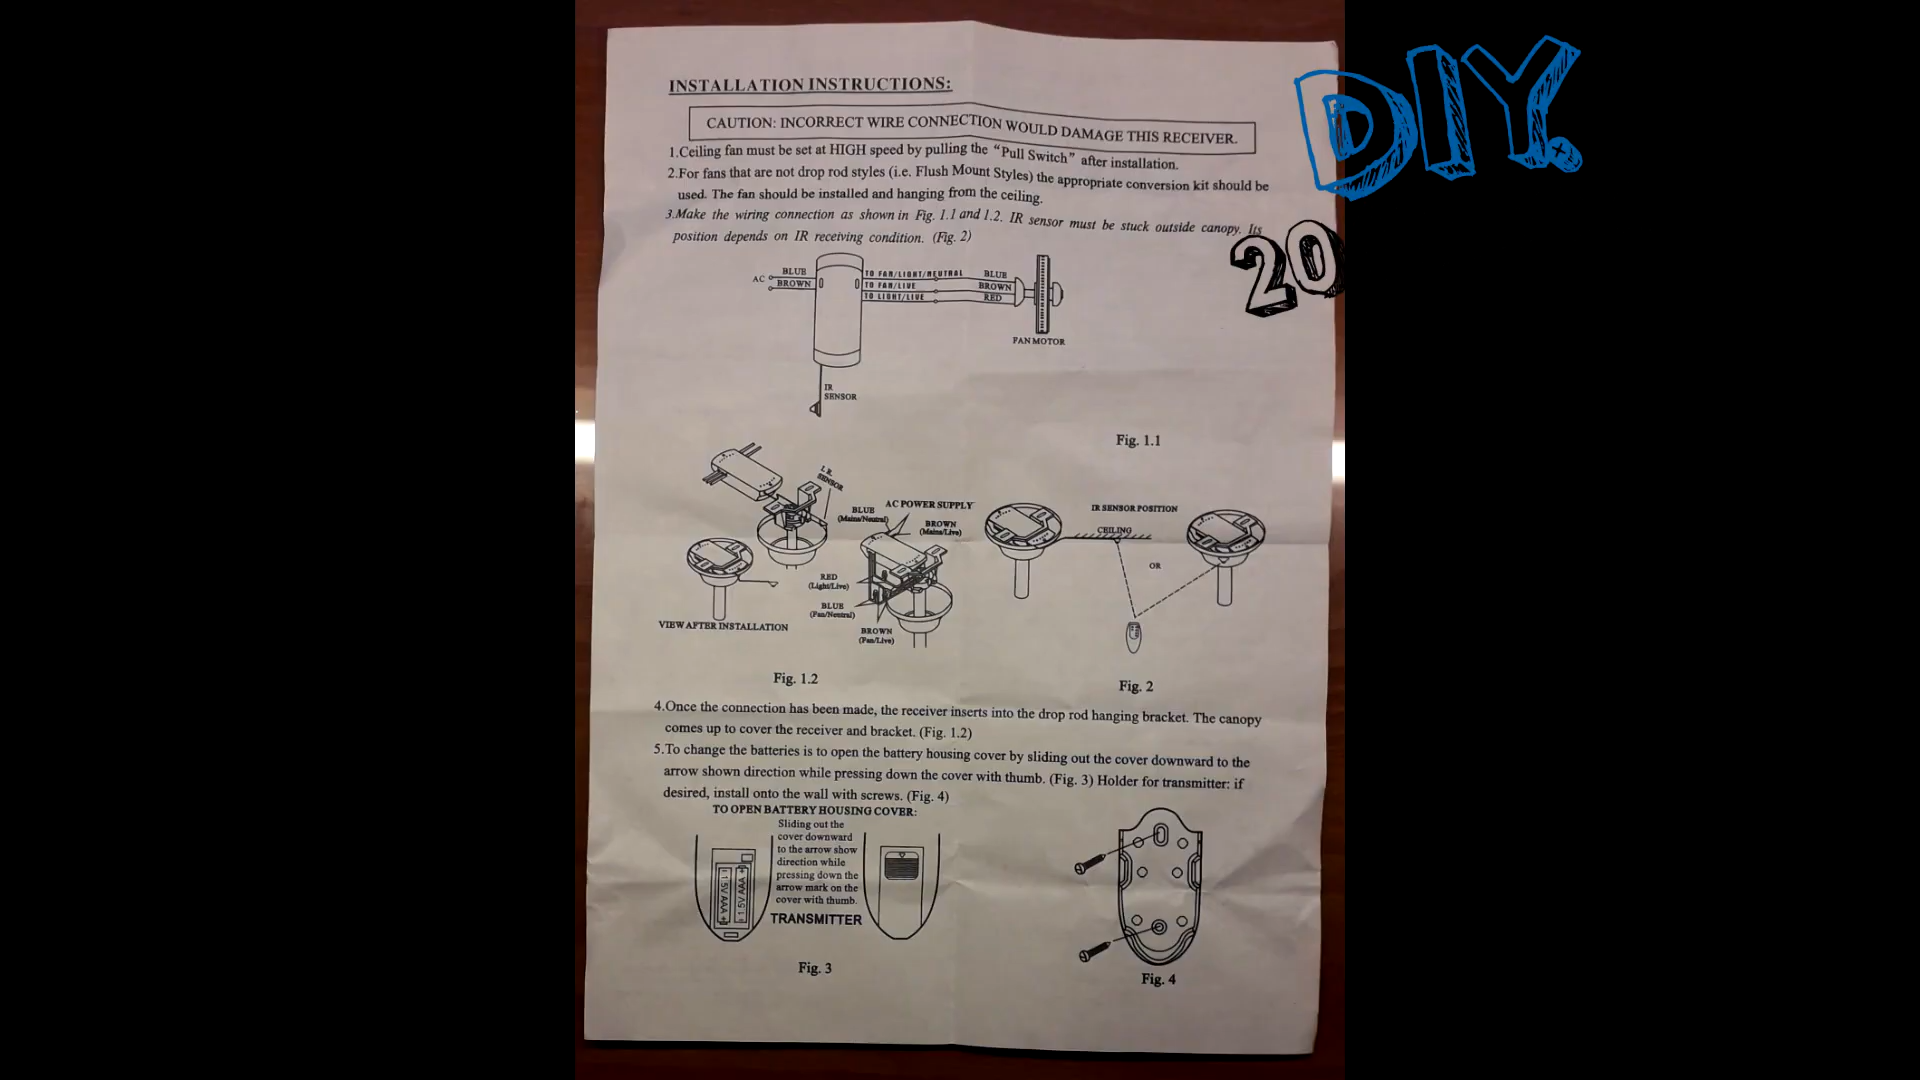 INSTALLATION INSTRUCTIONS:
CAUTION: INCORRECT WIRE CONNECTION WOULD DAMAGE THIS RECEIVER.
1.Ceiling fan must be set at HIGH speed by pulling the "Pull Switch" after installation.
2.For fans that are not drop rod styles (i.e. Flush Mount Styles) the appropriate conversion kit should be
used. The fan should be installed and hanging from the ceiling.
3.Make the wiring connection as shown in Fig. 1.1 and 1.2. IR sensor must be stuck outside canopy. Its
position depends on IR receiving condition. (Fig. 2)
DIY.
20
AC
BLUE
BROWN
TO FAN/LIGHT/NEUTRAL
TO FAN/LIVE
TO LIGHT/LIVE
BLUE
BROWN
RED
FAN MOTOR
IR
SENSOR
Fig. 1.1
I. R.
SENSOR
AC POWER SUPPLY
BLUE
(Mains/Neutral)
BROWN
(Mains/Live)
RED
(Light/Live)
BLUE
(Fan/Neutral)
BROWN
(Fan/Live)
VIEW AFTER INSTALLATION
Fig. 1.2
IR SENSOR POSITION
CEILING
OR
Fig. 2
4.Once the connection has been made, the receiver inserts into the drop rod hanging bracket. The canopy
comes up to cover the receiver and bracket. (Fig. 1.2)
5.To change the batteries is to open the battery housing cover by sliding out the cover downward to the
arrow shown direction while pressing down the cover with thumb. (Fig. 3) Holder for transmitter: if
desired, install onto the wall with screws. (Fig. 4)
TO OPEN BATTERY HOUSING COVER:
Sliding out the
cover downward
to the arrow show
direction while
pressing down the
arrow mark on the
cover with thumb.
TRANSMITTER
- 1.5V AAA +
- 1.5V AAA +
Fig. 3
Fig. 4